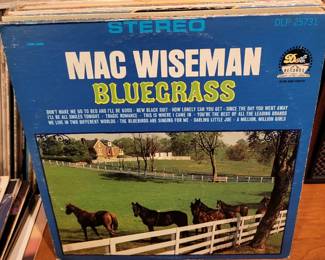 STEREO
DLP 25731
MAC WISEMAN
Dot
RECORDS
BLUEGRASS
DON'T MAKE ME GO TO BED AND I'LL BE GOOD · NEW BLACK SUIT · HOW LONELY CAN YOU GET · SINCE THE DAY YOU WENT AWAY
I'LL BE ALL SMILES TONIGHT · TRAGIC ROMANCE · THIS IS WHERE I CAME IN · YOU'RE THE BEST OF ALL THE LEADING BRANDS
WE LIVE IN TWO DIFFERENT WORLDS · THE BLUEBIRDS ARE SINGING FOR ME · DARLING LITTLE JOE · A MILLION, MILLION GIRLS